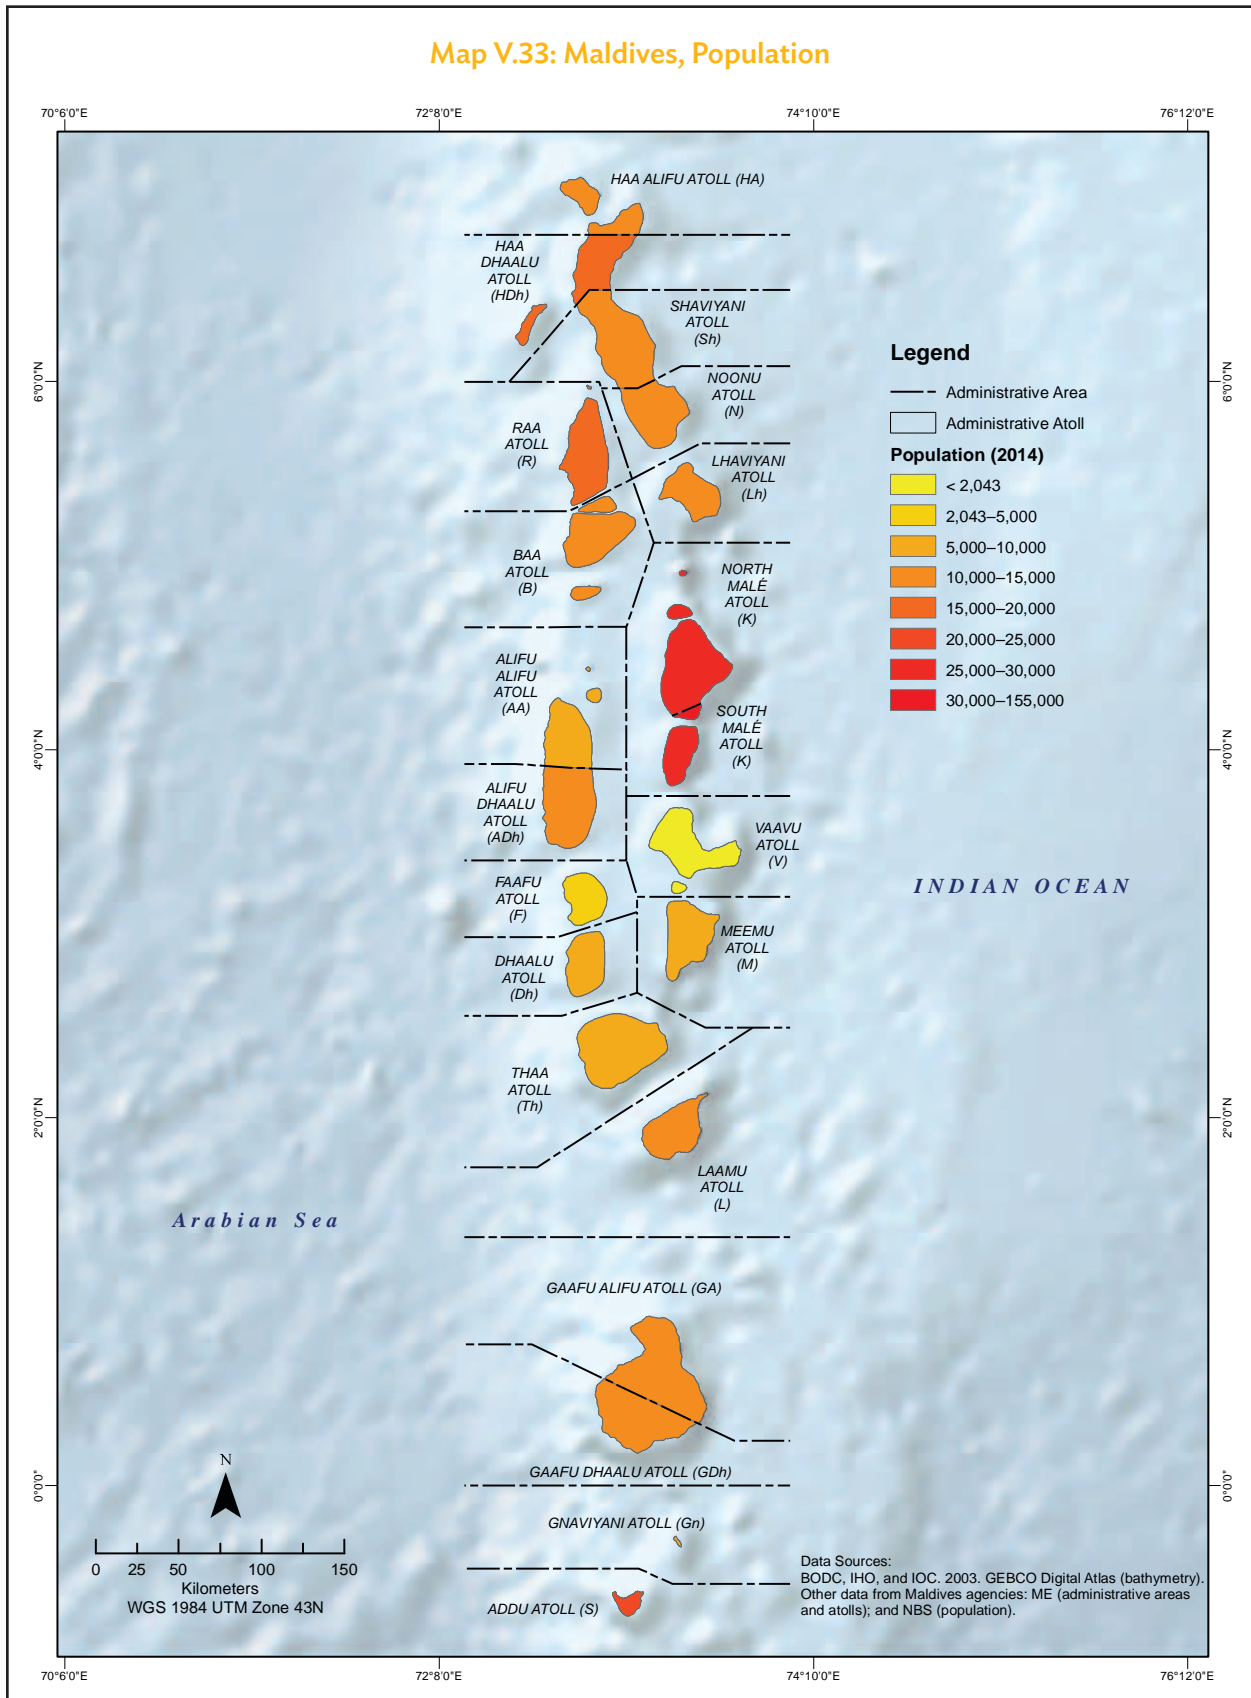 Map V.33: Maldives, Population
70°6'0"E
72°8'0"E
74°10'0"E
76°12'0"E
HAA ALIFU ATOLL (HA)
HAA
DHAALU
ATOLL
(HDh)
SHAVIYANI
ATOLL
(Sh)
6°0'0"N
6°0'0"N
NOONU
ATOLL
(N)
RAA
ATOLL
(R)
LHAVIYANI
ATOLL
(Lh)
BAA
ATOLL
(B)
NORTH
MALÉ
ATOLL
(K)
ALIFU
ALIFU
ATOLL
(AA)
SOUTH
MALÉ
ATOLL
(K)
4°0'0"N
4°0'0"N
ALIFU
DHAALU
ATOLL
(ADh)
VAAVU
ATOLL
(V)
FAAFU
ATOLL
(F)
MEEMU
ATOLL
(M)
DHAALU
ATOLL
(Dh)
THAA
ATOLL
(Th)
2°0'0"N
2°0'0"N
LAAMU
ATOLL
(L)
GAAFU ALIFU ATOLL (GA)
GAAFU DHAALU ATOLL (GDh)
0°0'0"
0°0'0"
GNAVIYANI ATOLL (Gn)
ADDU ATOLL (S)
Legend
Administrative Area
Administrative Atoll
Population (2014)
< 2,043
2,043–5,000
5,000–10,000
10,000–15,000
15,000–20,000
20,000–25,000
25,000–30,000
30,000–155,000
INDIAN OCEAN
Arabian Sea
N
0 25 50 100 150
Kilometers
WGS 1984 UTM Zone 43N
Data Sources:
BODC, IHO, and IOC. 2003. GEBCO Digital Atlas (bathymetry).
Other data from Maldives agencies: ME (administrative areas
and atolls); and NBS (population).
70°6'0"E
72°8'0"E
74°10'0"E
76°12'0"E